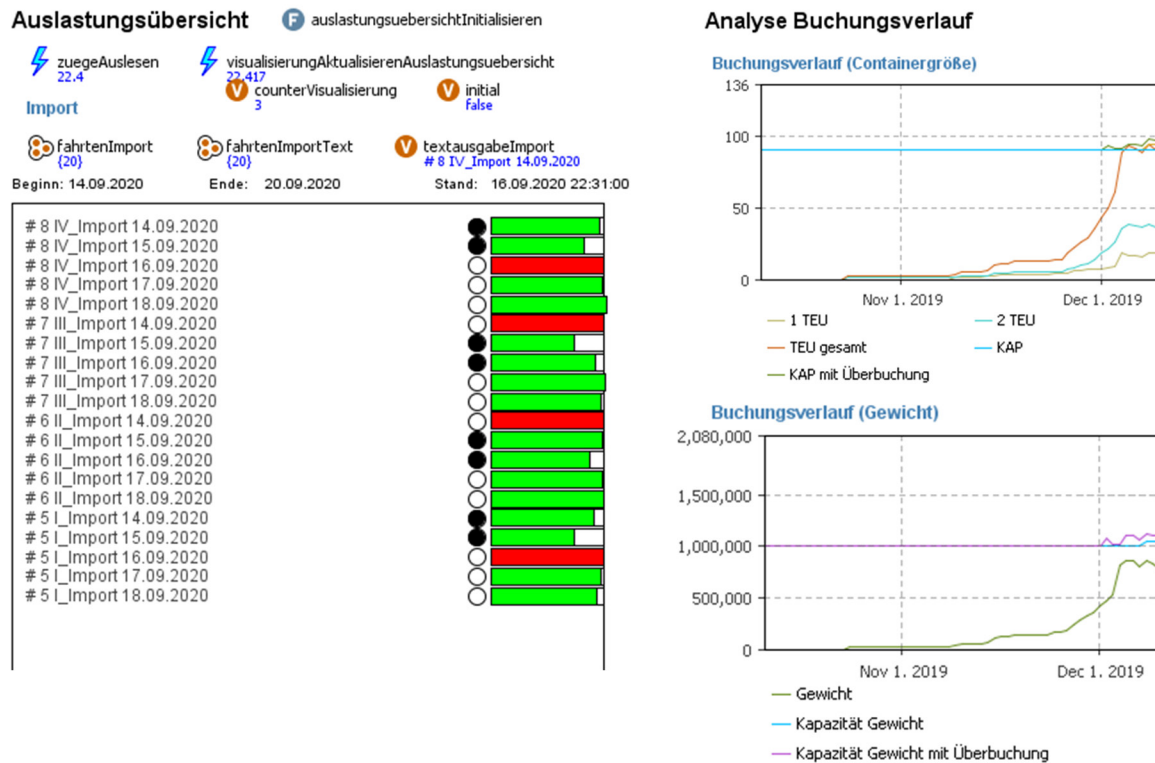 Auslastungsübersicht
F auslastungsuebersichtInitialisieren
zuegeAuslesen
22.4
visualisierungAktualisierenAuslastungsuebersicht
22.417
V counterVisualisierung
3
V initial
false
Import
fahrtenImport
{20}
fahrtenImportText
{20}
V textausgabeImport
# 8 IV_Import 14.09.2020
Beginn: 14.09.2020 Ende: 20.09.2020 Stand: 16.09.2020 22:31:00
# 8 IV_Import 14.09.2020
# 8 IV_Import 15.09.2020
# 8 IV_Import 16.09.2020
# 8 IV_Import 17.09.2020
# 8 IV_Import 18.09.2020
# 7 III_Import 14.09.2020
# 7 III_Import 15.09.2020
# 7 III_Import 16.09.2020
# 7 III_Import 17.09.2020
# 7 III_Import 18.09.2020
# 6 II_Import 14.09.2020
# 6 II_Import 15.09.2020
# 6 II_Import 16.09.2020
# 6 II_Import 17.09.2020
# 6 II_Import 18.09.2020
# 5 I_Import 14.09.2020
# 5 I_Import 15.09.2020
# 5 I_Import 16.09.2020
# 5 I_Import 17.09.2020
# 5 I_Import 18.09.2020
Analyse Buchungsverlauf
Buchungsverlauf (Containergröße)
136
100
50
0
Nov 1, 2019 Dec 1, 2019
1 TEU 2 TEU
TEU gesamt KAP
KAP mit Überbuchung
Buchungsverlauf (Gewicht)
2,080,000
1,500,000
1,000,000
500,000
0
Nov 1, 2019 Dec 1, 2019
Gewicht
Kapazität Gewicht
Kapazität Gewicht mit Überbuchung